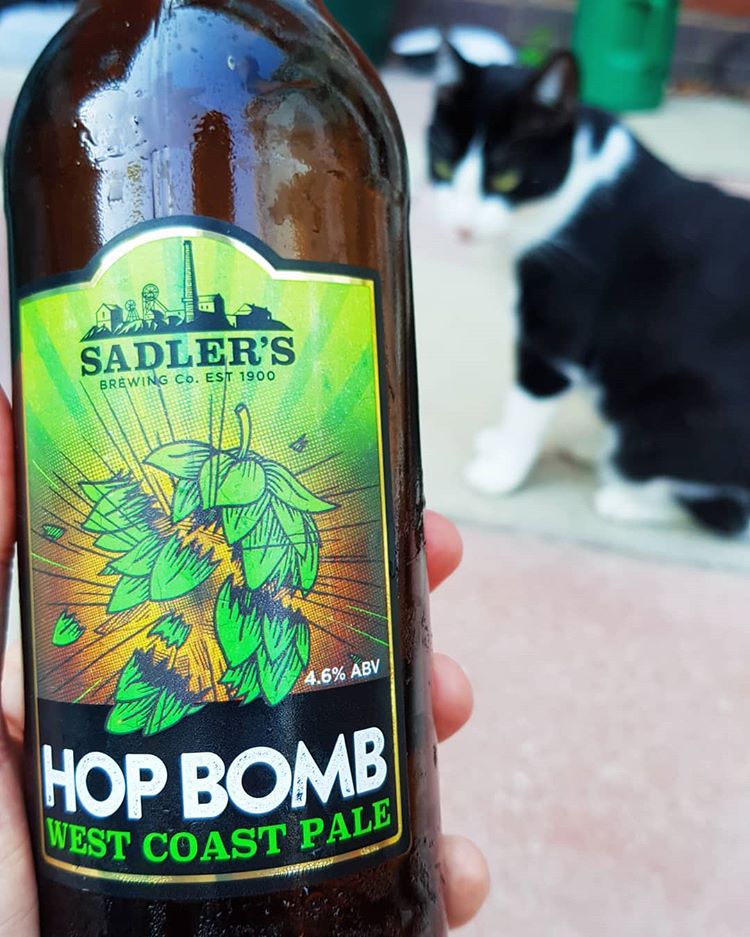 SADLER'S
BREWING Co. EST 1900
4.6% ABV
HOP BOMB
WEST COAST PALE